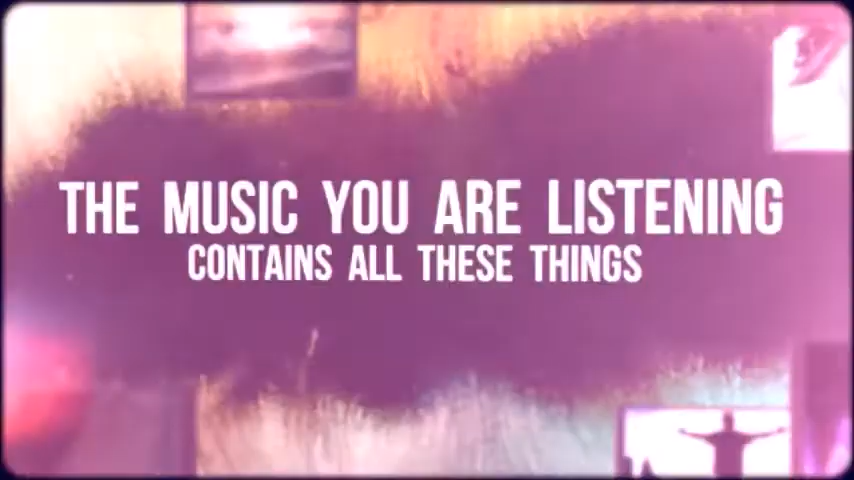 THE MUSIC YOU ARE LISTENING
CONTAINS ALL THESE THINGS